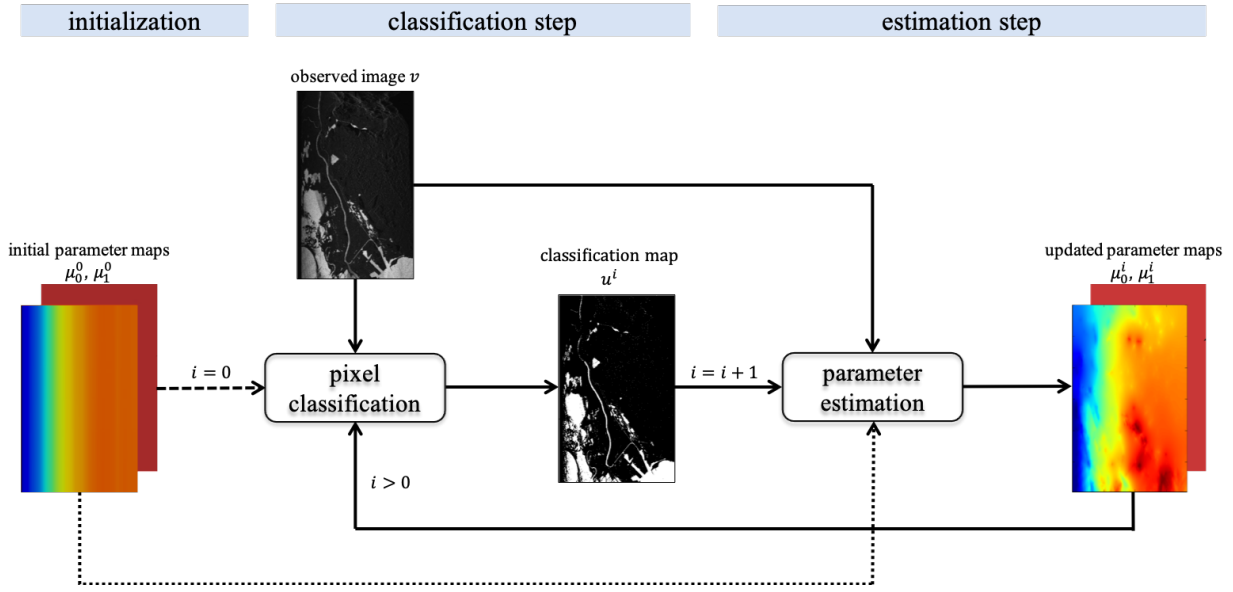 initialization
classification step
estimation step
observed image v
initial parameter maps
μ₀⁰, μ₁⁰
classification map
uⁱ
updated parameter maps
μ₀ⁱ, μ₁ⁱ
i = 0
pixel
classification
i = i + 1
parameter
estimation
i > 0